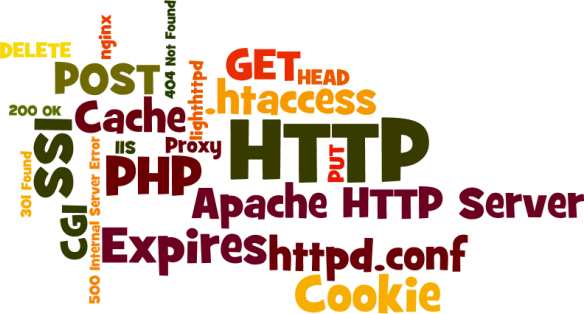 DELETE
nginx
404 Not Found
POST
GET
HEAD
lighthttpd
.htaccess
200 OK
Cache
SSI
IIS
Proxy
HTTP
PUT
301 Found
500 Internal Server Error
PHP
CGI
Apache HTTP Server
Expires
httpd.conf
Cookie